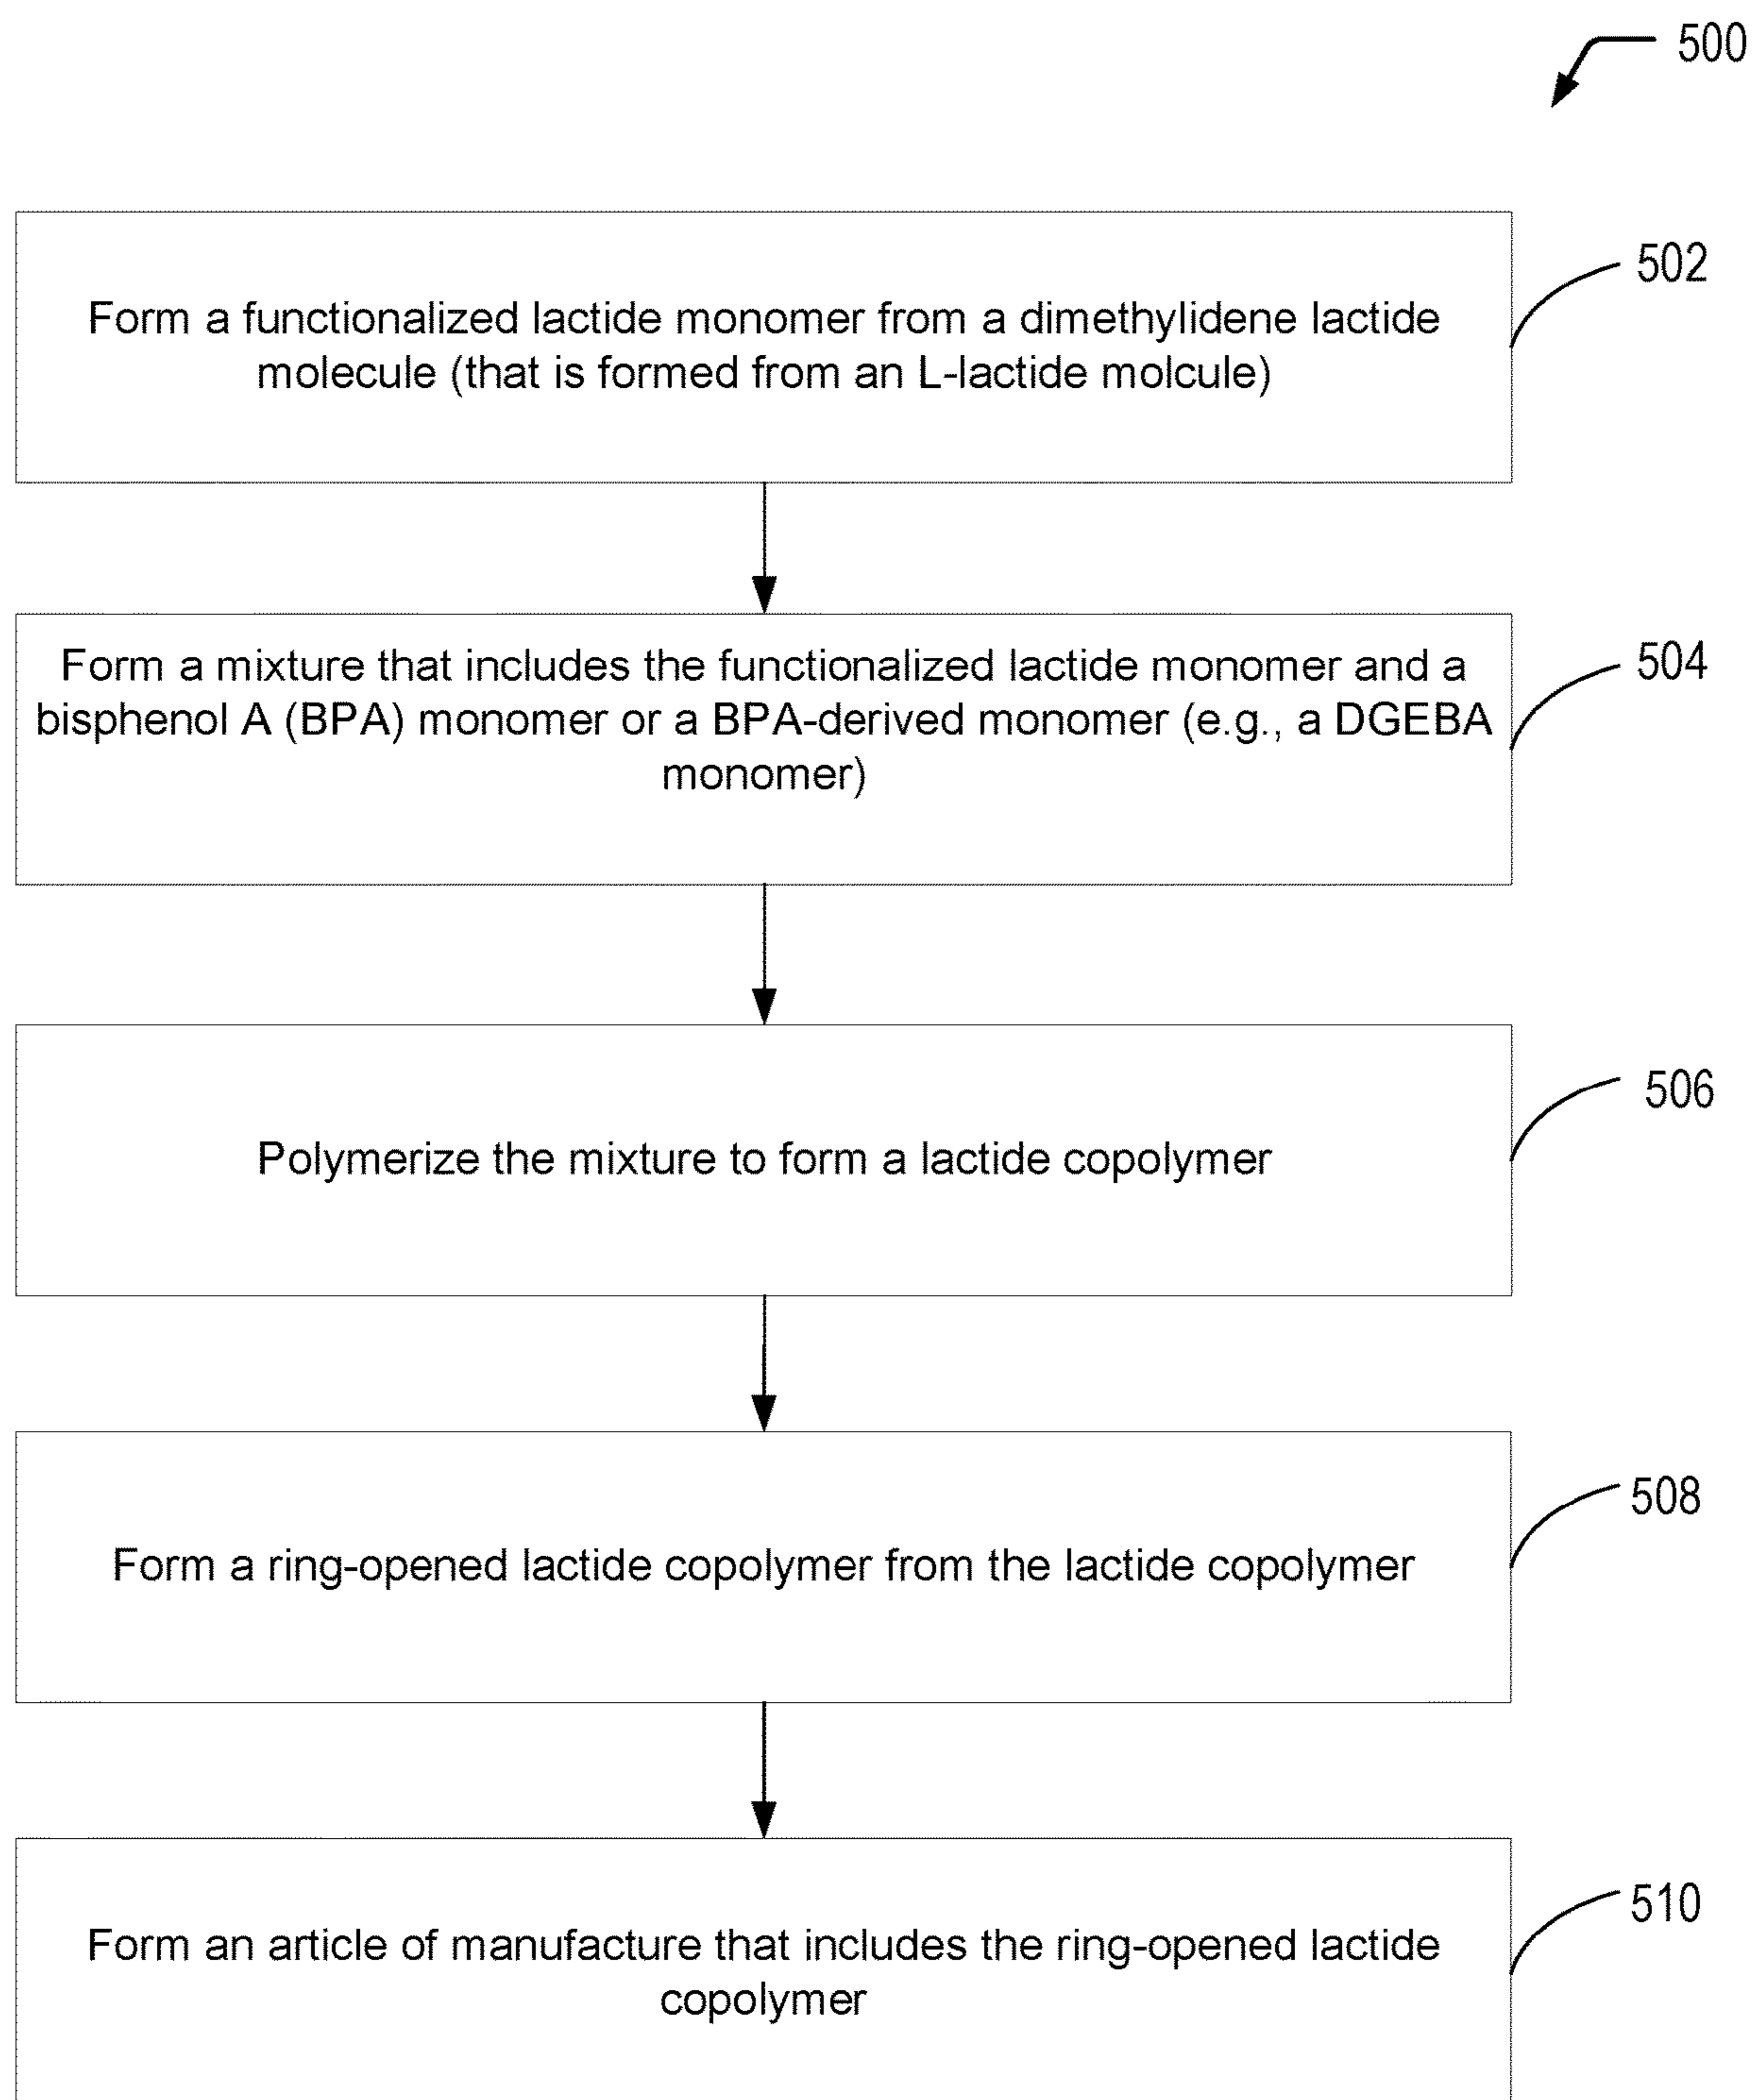 500
Form a functionalized lactide monomer from a dimethylidene lactide
molecule (that is formed from an L-lactide molcule)
502
Form a mixture that includes the functionalized lactide monomer and a
bisphenol A (BPA) monomer or a BPA-derived monomer (e.g., a DGEBA
monomer)
504
Polymerize the mixture to form a lactide copolymer
506
Form a ring-opened lactide copolymer from the lactide copolymer
508
Form an article of manufacture that includes the ring-opened lactide
copolymer
510